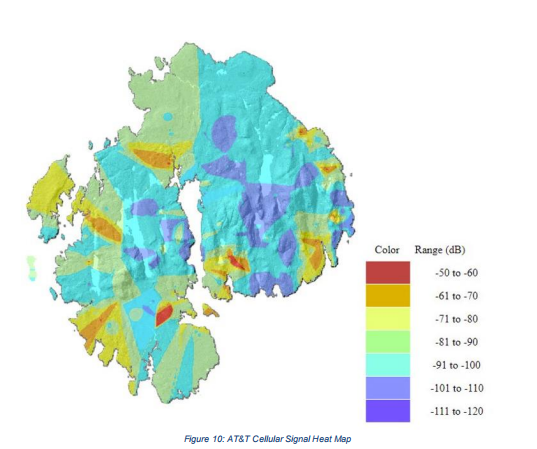 Color Range (dB)
-50 to -60
-61 to -70
-71 to -80
-81 to -90
-91 to -100
-101 to -110
-111 to -120
Figure 10: AT&T Cellular Signal Heat Map